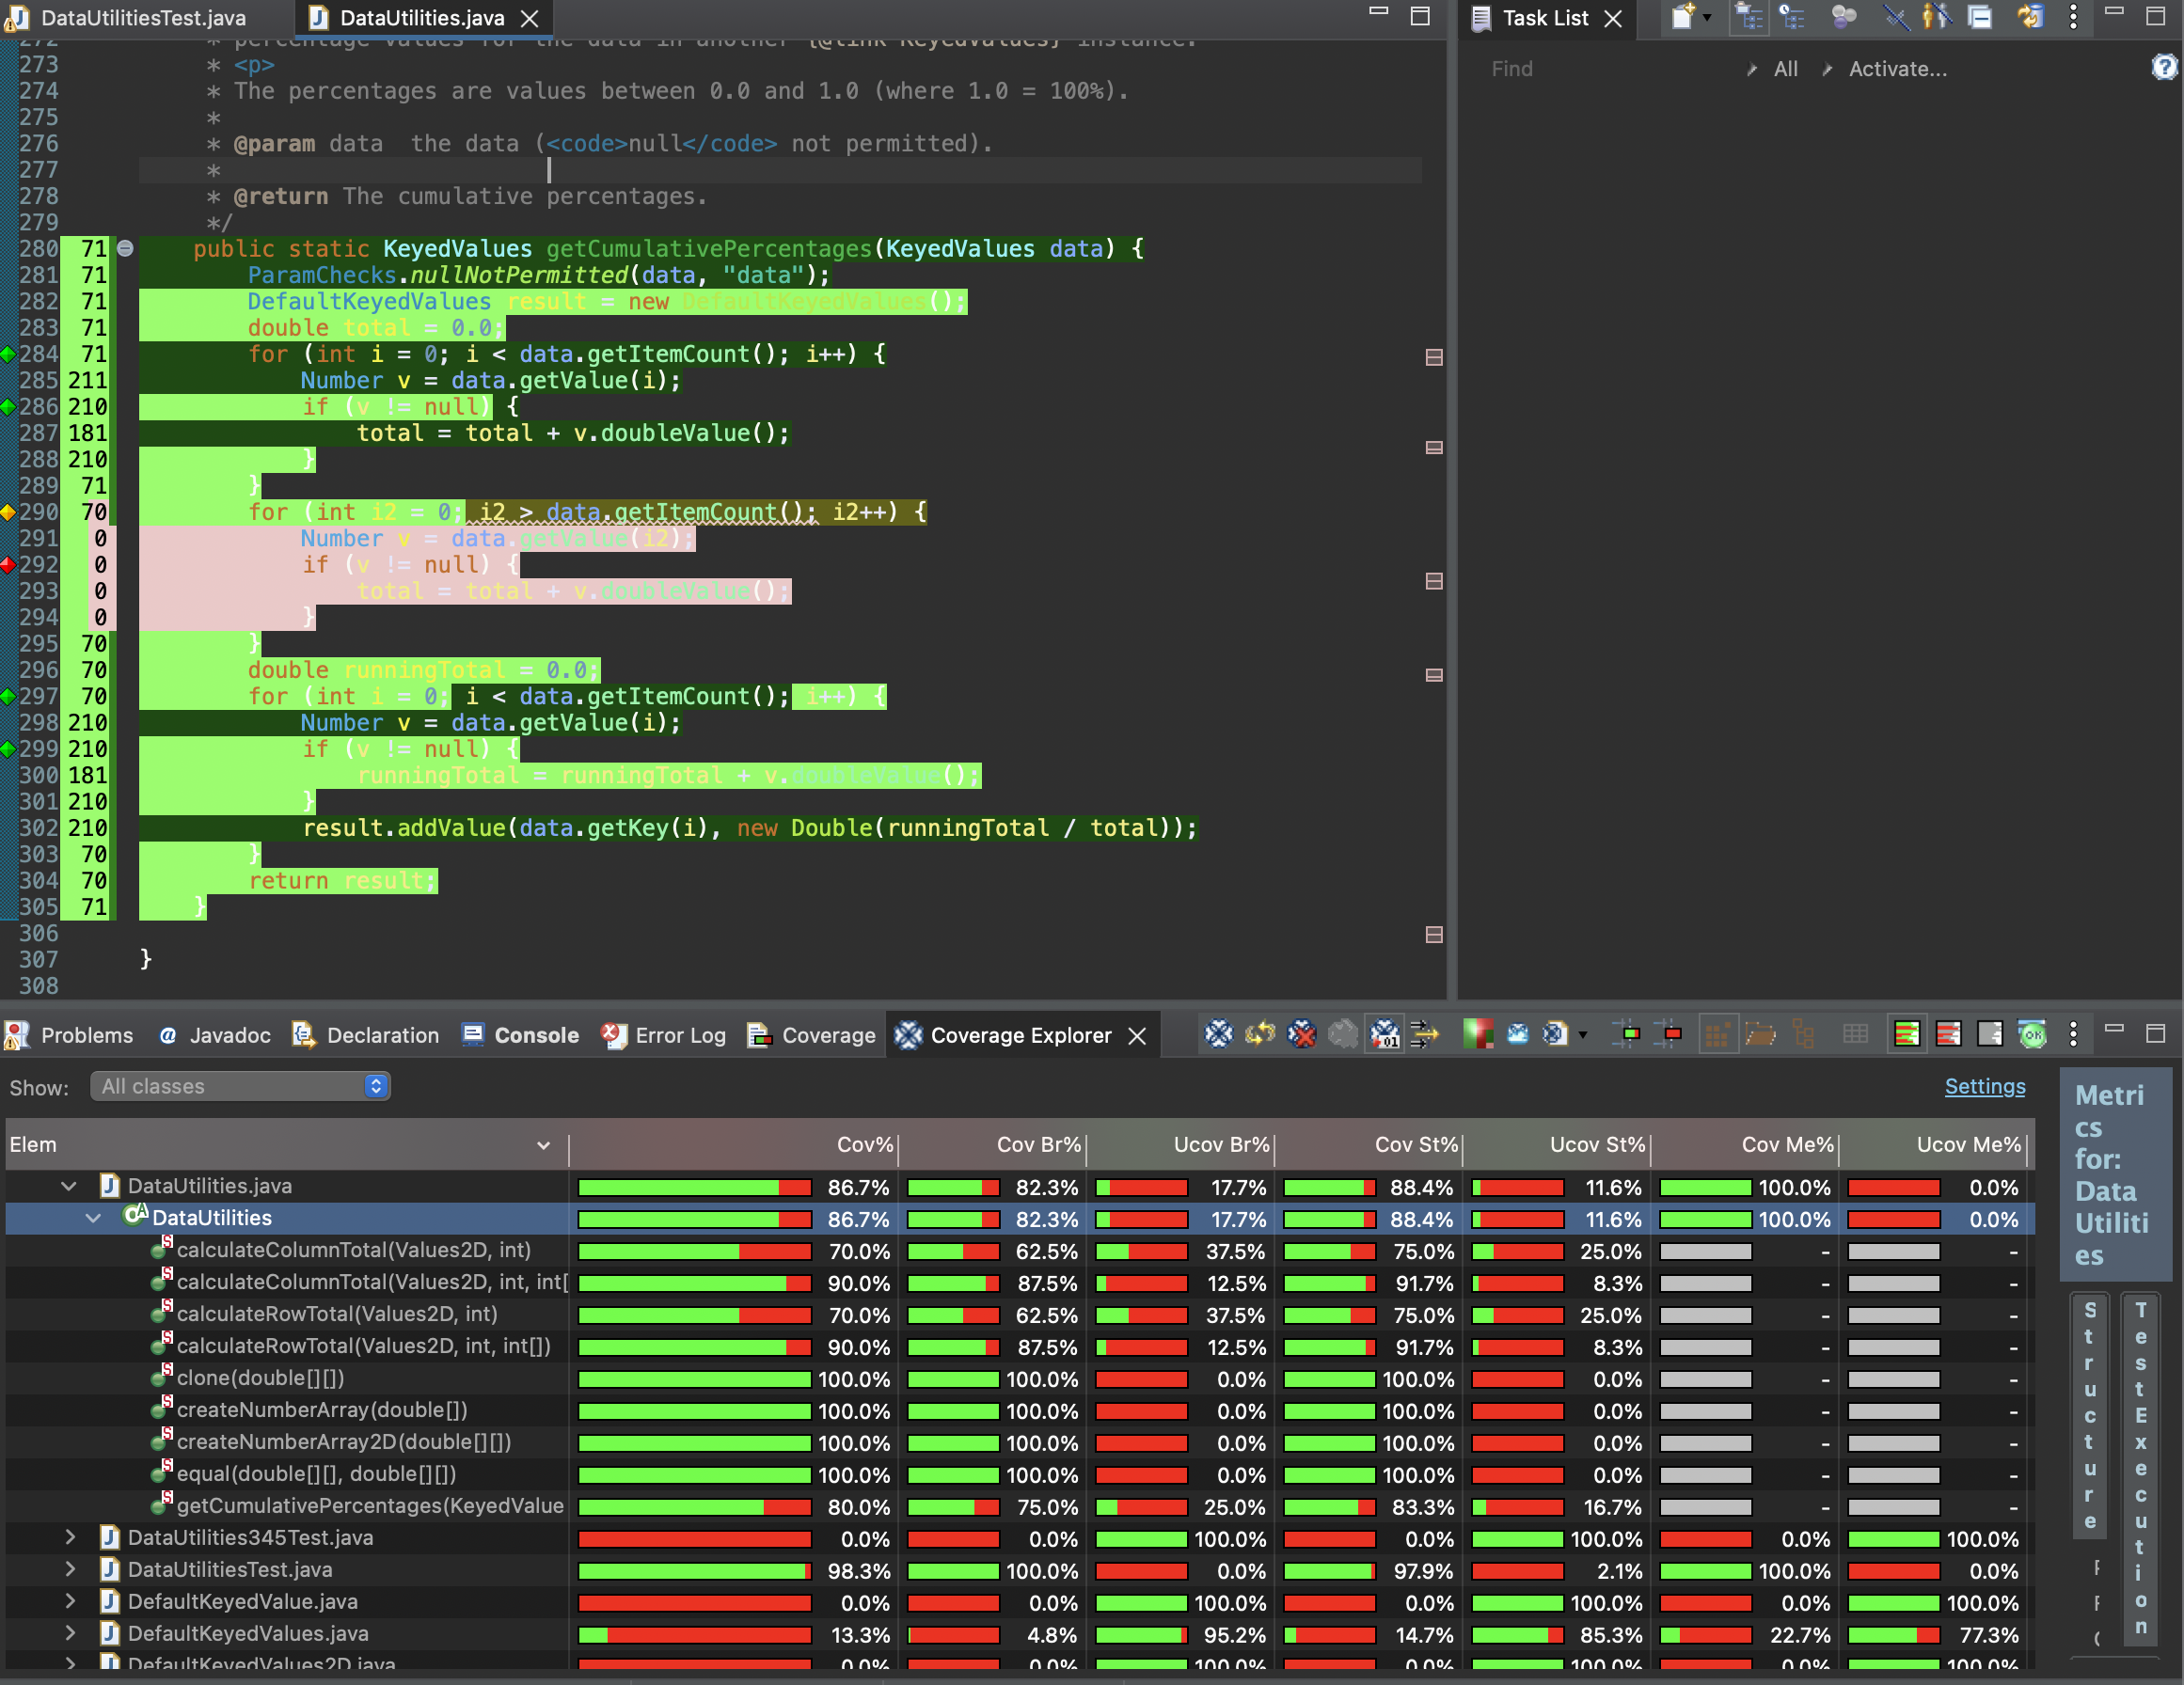 DataUtilitiesTest.java
DataUtilities.java
272 * percentage values for the data in another {@link KeyedValues} instance.
273 * <p>
274 * The percentages are values between 0.0 and 1.0 (where 1.0 = 100%).
275 *
276 * @param data  the data (<code>null</code> not permitted).
277 *
278 * @return The cumulative percentages.
279 */
280 71 public static KeyedValues getCumulativePercentages(KeyedValues data) {
281 71 ParamChecks.nullNotPermitted(data, "data");
282 71 DefaultKeyedValues result = new DefaultKeyedValues();
283 71 double total = 0.0;
284 71 for (int i = 0; i < data.getItemCount(); i++) {
285 211 Number v = data.getValue(i);
286 210 if (v != null) {
287 181 total = total + v.doubleValue();
288 210 }
289 71 }
290 70 for (int i2 = 0; i2 > data.getItemCount(); i2++) {
291 0 Number v = data.getValue(i2);
292 0 if (v != null) {
293 0 total = total + v.doubleValue();
294 0 }
295 70 }
296 70 double runningTotal = 0.0;
297 70 for (int i = 0; i < data.getItemCount(); i++) {
298 210 Number v = data.getValue(i);
299 210 if (v != null) {
300 181 runningTotal = runningTotal + v.doubleValue();
301 210 }
302 210 result.addValue(data.getKey(i), new Double(runningTotal / total));
303 70 }
304 70 return result;
305 71 }
306
307 }
308
Task List
Find All Activate...
Problems @ Javadoc Declaration Console Error Log Coverage Coverage Explorer
Show: All classes
Settings
Elem Cov% Cov Br% Ucov Br% Cov St% Ucov St% Cov Me% Ucov Me%
DataUtilities.java 86.7% 82.3% 17.7% 88.4% 11.6% 100.0% 0.0%
DataUtilities 86.7% 82.3% 17.7% 88.4% 11.6% 100.0% 0.0%
calculateColumnTotal(Values2D, int) 70.0% 62.5% 37.5% 75.0% 25.0% - -
calculateColumnTotal(Values2D, int, int[ 90.0% 87.5% 12.5% 91.7% 8.3% - -
calculateRowTotal(Values2D, int) 70.0% 62.5% 37.5% 75.0% 25.0% - -
calculateRowTotal(Values2D, int, int[]) 90.0% 87.5% 12.5% 91.7% 8.3% - -
clone(double[][]) 100.0% 100.0% 0.0% 100.0% 0.0% - -
createNumberArray(double[]) 100.0% 100.0% 0.0% 100.0% 0.0% - -
createNumberArray2D(double[][]) 100.0% 100.0% 0.0% 100.0% 0.0% - -
equal(double[][], double[][]) 100.0% 100.0% 0.0% 100.0% 0.0% - -
getCumulativePercentages(KeyedValue 80.0% 75.0% 25.0% 83.3% 16.7% - -
DataUtilities345Test.java 0.0% 0.0% 100.0% 0.0% 100.0% 0.0% 100.0%
DataUtilitiesTest.java 98.3% 100.0% 0.0% 97.9% 2.1% 100.0% 0.0%
DefaultKeyedValue.java 0.0% 0.0% 100.0% 0.0% 100.0% 0.0% 100.0%
DefaultKeyedValues.java 13.3% 4.8% 95.2% 14.7% 85.3% 22.7% 77.3%
DefaultKeyedValues2D.java 0.0% 0.0% 100.0% 0.0% 100.0% 0.0% 100.0%
Metri
cs
for:
Data
Utiliti
es
Structure
Test Execution